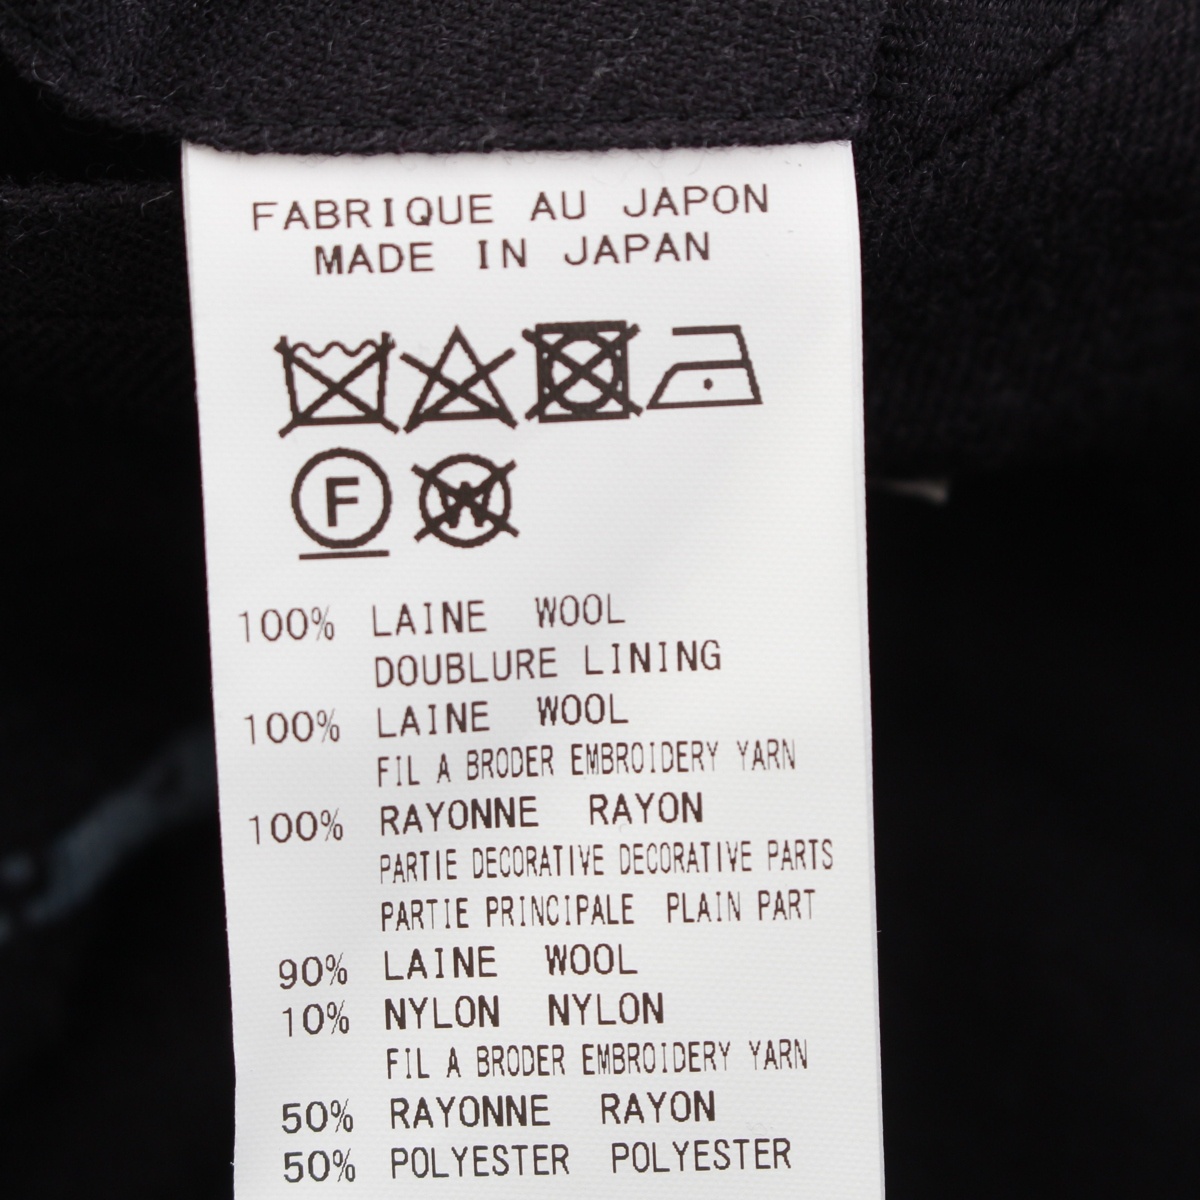 FABRIQUE AU JAPON
MADE IN JAPAN
F W
100% LAINE WOOL
DOUBLURE LINING
100% LAINE WOOL
FIL A BRODER EMBROIDERY YARN
100% RAYONNE RAYON
PARTIE DECORATIVE DECORATIVE PARTS
PARTIE PRINCIPALE PLAIN PART
90% LAINE WOOL
10% NYLON NYLON
FIL A BRODER EMBROIDERY YARN
50% RAYONNE RAYON
50% POLYESTER POLYESTER